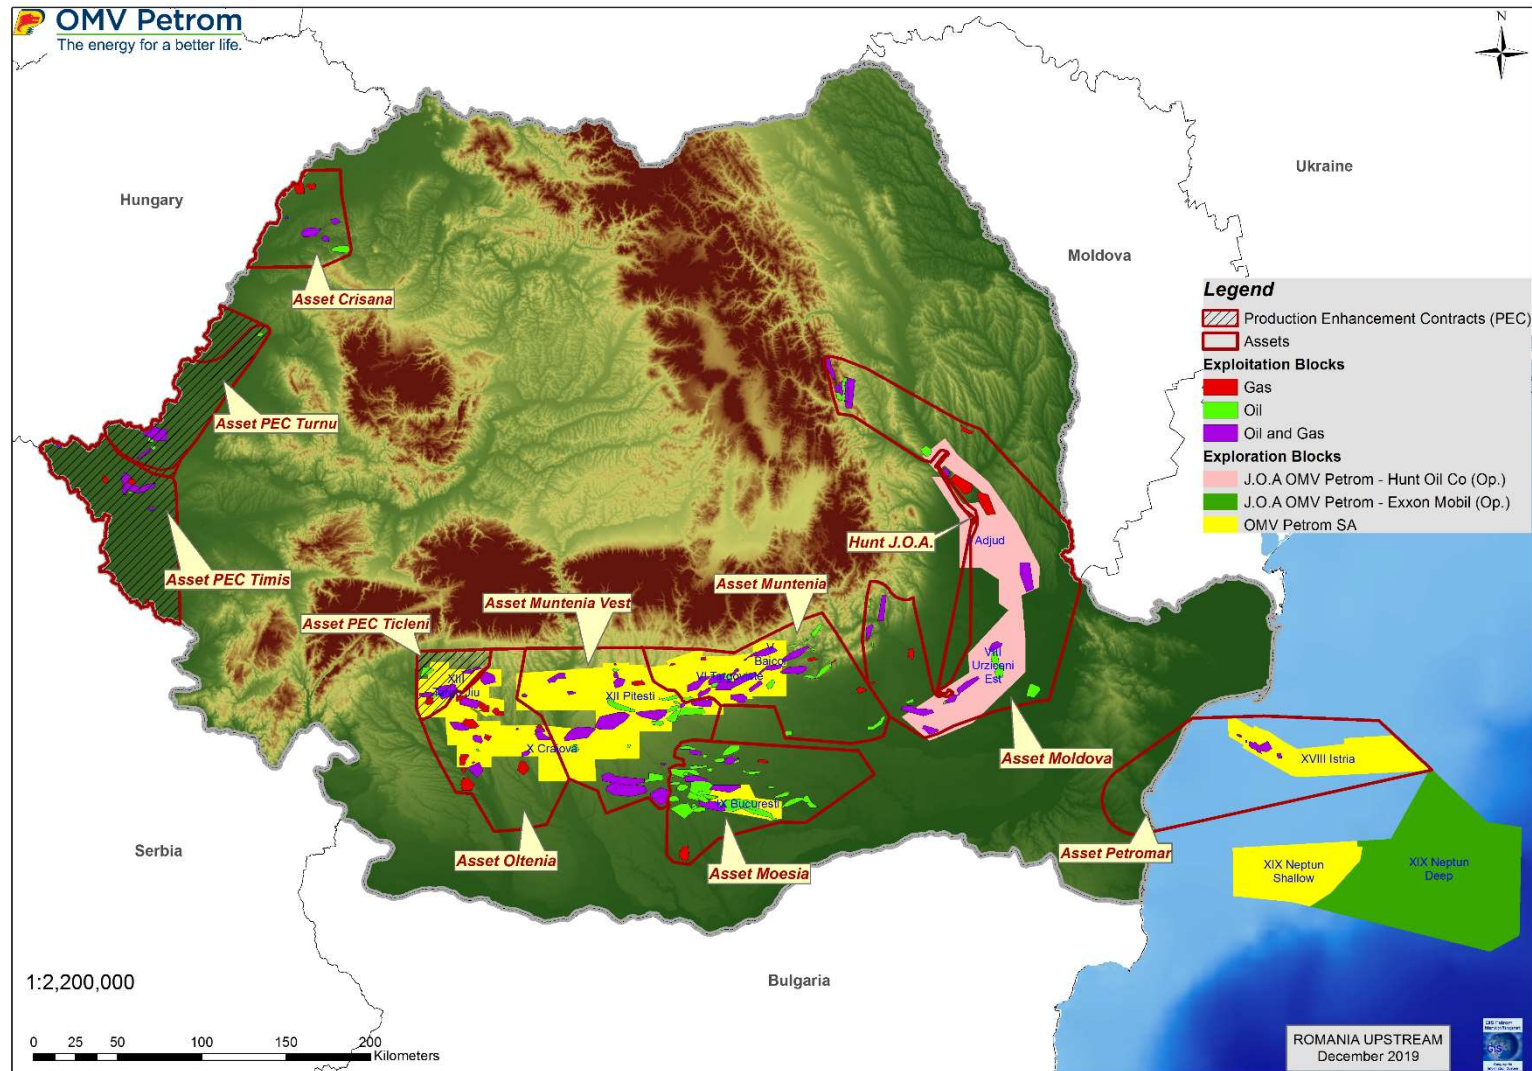 OMV Petrom
The energy for a better life.
N
Ukraine
Hungary
Moldova
Legend
Production Enhancement Contracts (PEC)
Assets
Exploitation Blocks
Gas
Oil
Oil and Gas
Exploration Blocks
J.O.A OMV Petrom - Hunt Oil Co (Op.)
J.O.A OMV Petrom - Exxon Mobil (Op.)
OMV Petrom SA
Asset Crisana
Asset PEC Turnu
Hunt J.O.A.
Adjud
Asset PEC Timis
Asset Muntenia
Asset Muntenia Vest
Asset PEC Ticleni
V
Baicoi
VIII
Urziceni
Est
VI Targoviste
XIII
Jiu
XII Pitesti
X Craiova
Asset Moldova
XVIII Istria
IX Bucuresti
Asset Petromar
Serbia
Asset Oltenia
Asset Moesia
XIX Neptun
Shallow
XIX Neptun
Deep
Bulgaria
1:2,200,000
0 25 50 100 150 200
Kilometers
ROMANIA UPSTREAM
December 2019